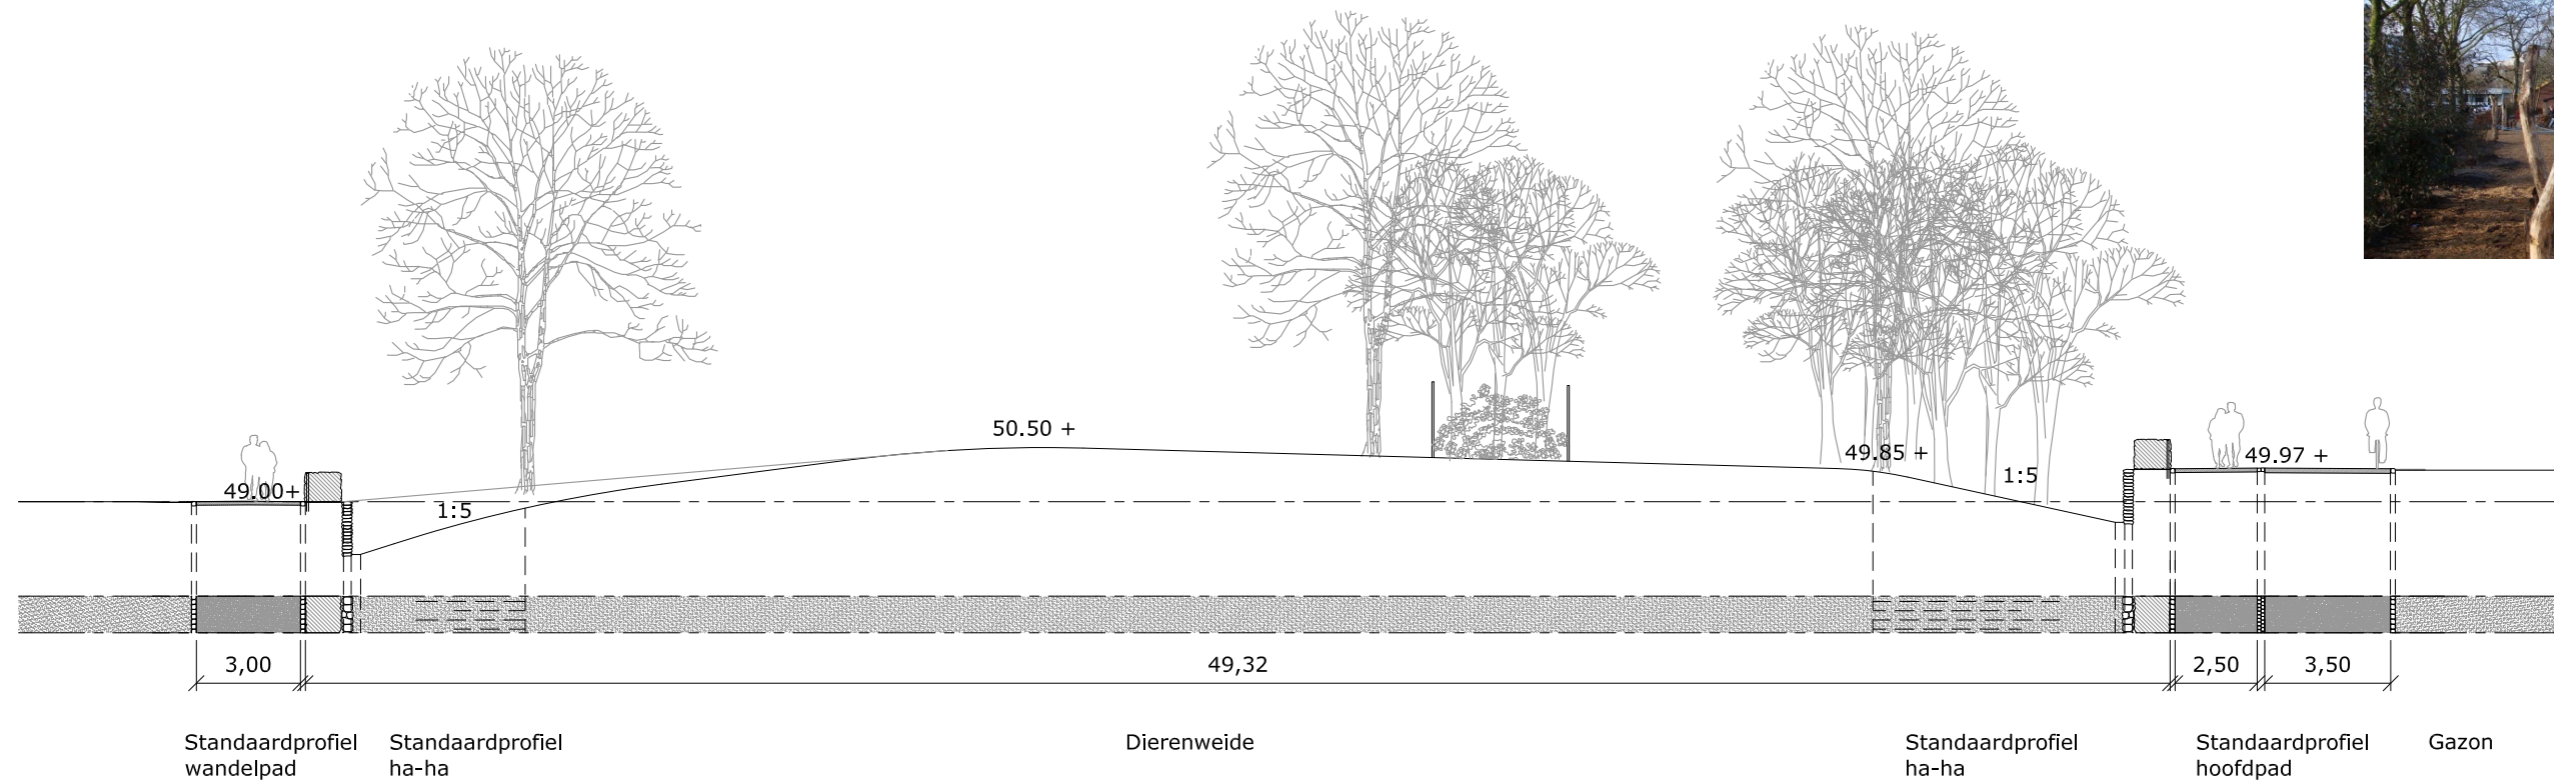 50.50 +
49.85 +
49.97 +
1:5
49.00+
1:5
3,00
49,32
2,50
3,50
Standaardprofiel
wandelpad
Standaardprofiel
ha-ha
Dierenweide
Standaardprofiel
ha-ha
Standaardprofiel
hoofdpad
Gazon